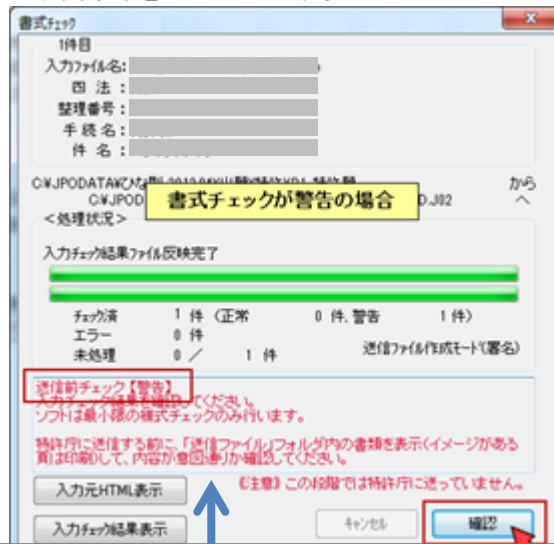 書式チェック
1件目
入力ファイル名:
四 法 :
整理番号 :
手 続 名 :
件 名 :
C:¥JPODATA¥ひな
から
C:¥JPOD
D.J02
へ
書式チェックが警告の場合
<処理状況>
入力チェック結果ファイル反映完了
チェック済 1 件 (正常 0 件、警告 1 件)
エラー 0 件
未処理 0 / 1 件 送信ファイル作成モード(署名)
送信前チェック【警告】
入力チェック結果を確認してください。
ソフトは最小限の様式チェックのみ行います。
特許庁に送信する前に、「送信ファイル」フォルダ内の書類を表示(イメージがある
頁は印刷)して、内容が意図通りか確認してください。
入力元HTML表示
《注意》この段階では特許庁に送っていません。
入力チェック結果表示
キャンセル
確認